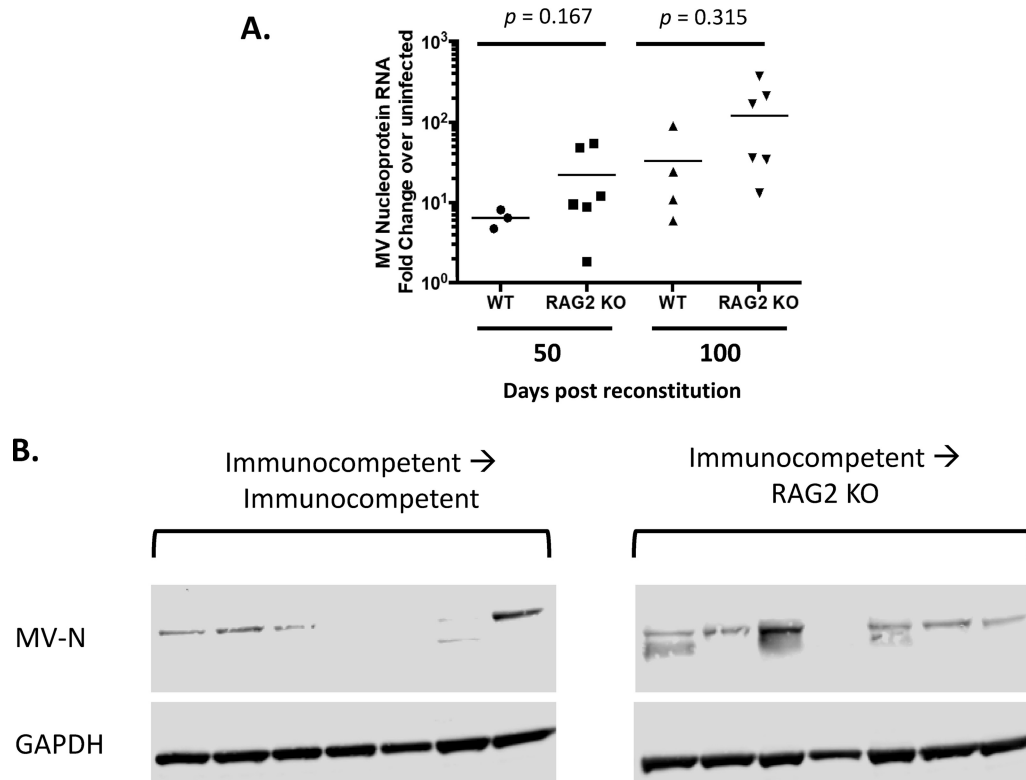 A.
p = 0.167
p = 0.315
MV Nucleoprotein RNA
Fold Change over uninfected
10³
10²
10¹
10⁰
WT
RAG2 KO
WT
RAG2 KO
50
100
Days post reconstitution
B.
Immunocompetent →
Immunocompetent
Immunocompetent →
RAG2 KO
MV-N
GAPDH